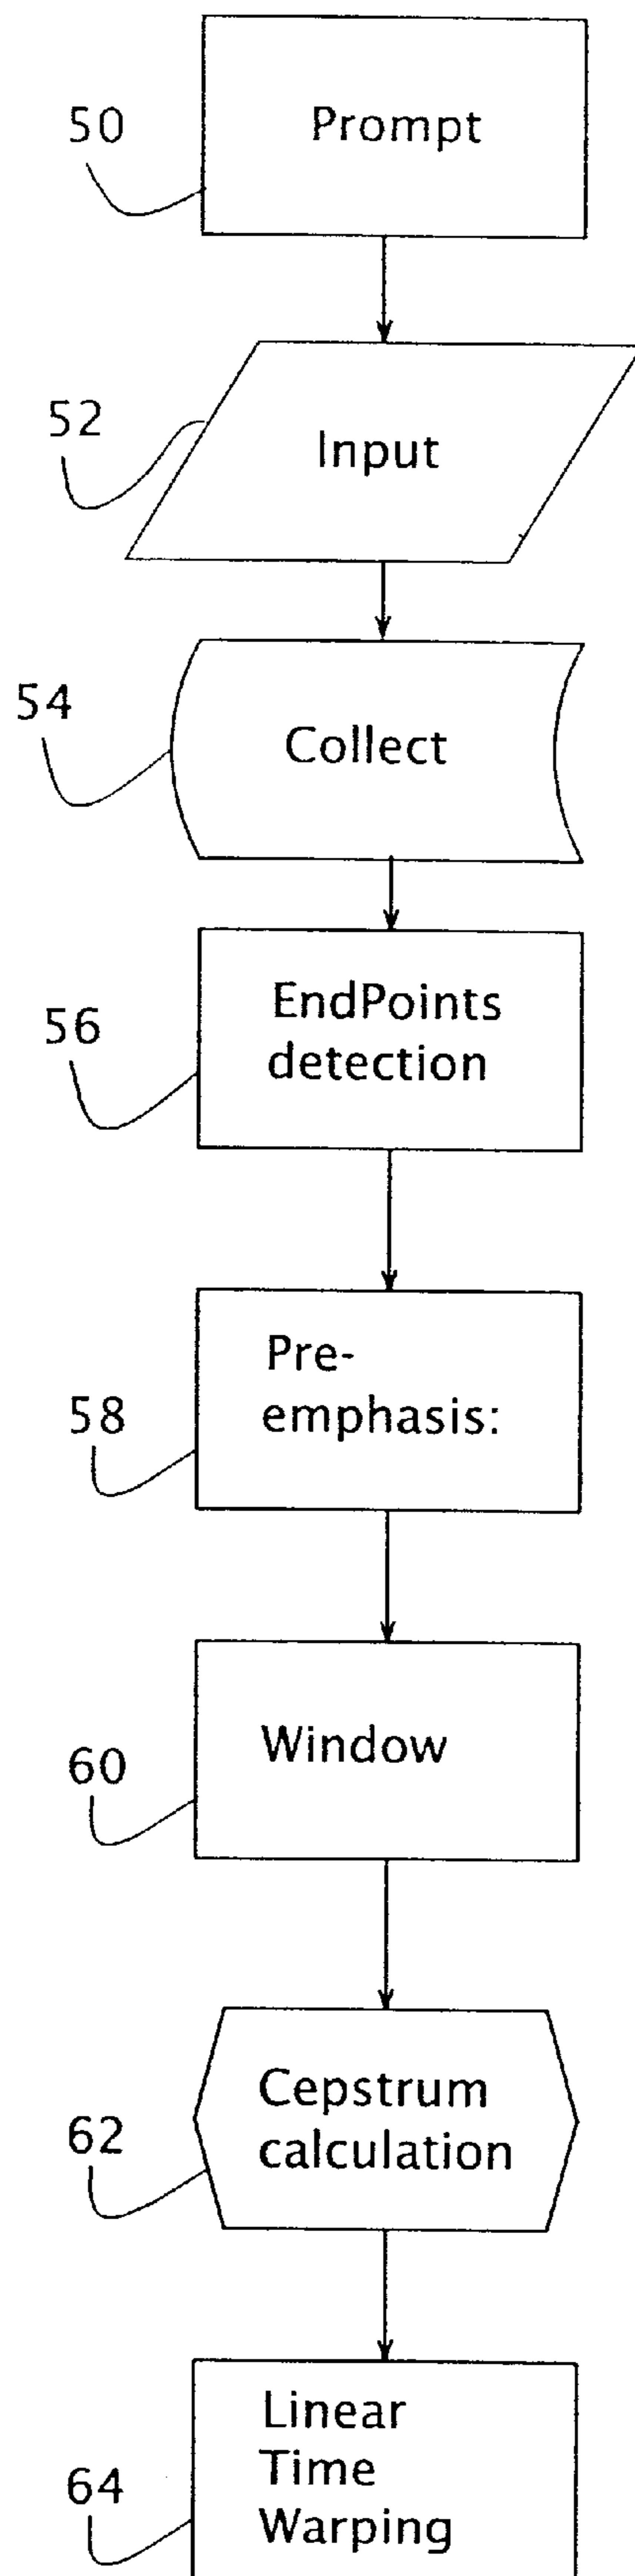 50
Prompt
52
Input
54
Collect
56
EndPoints
detection
58
Pre-
emphasis:
60
Window
62
Cepstrum
calculation
64
Linear
Time
Warping